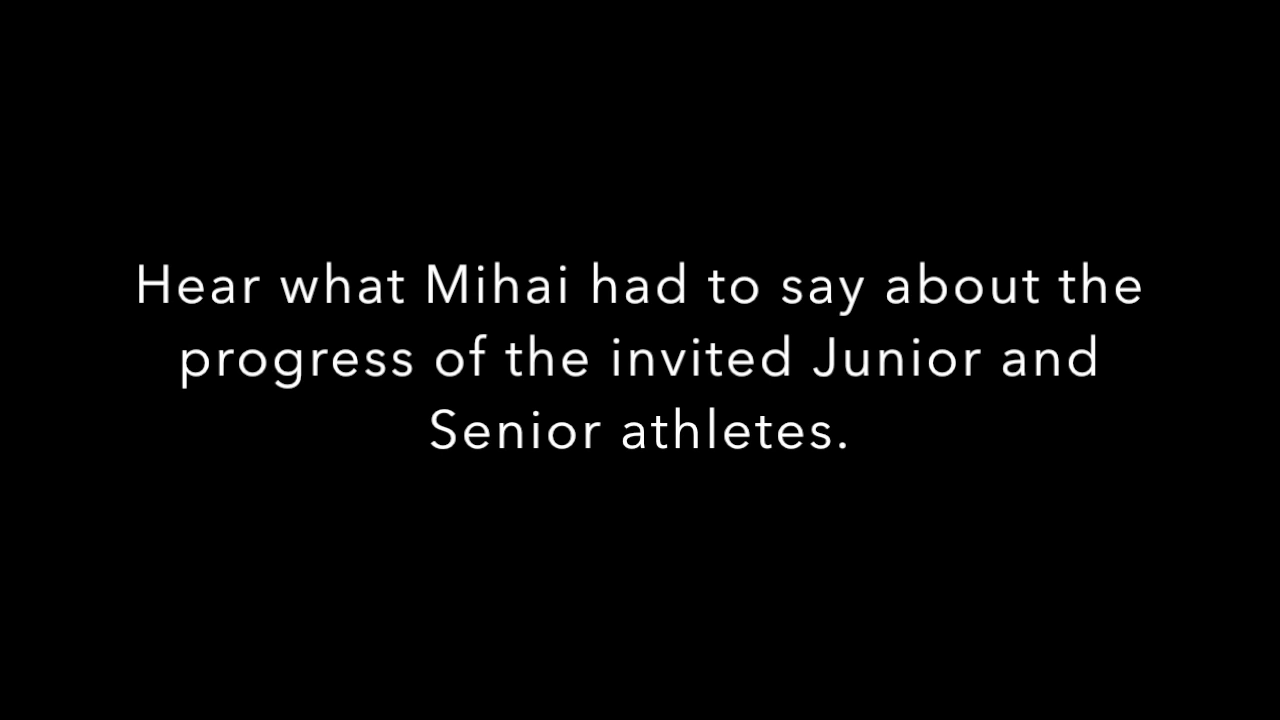 Hear what Mihai had to say about the
progress of the invited Junior and
Senior athletes.